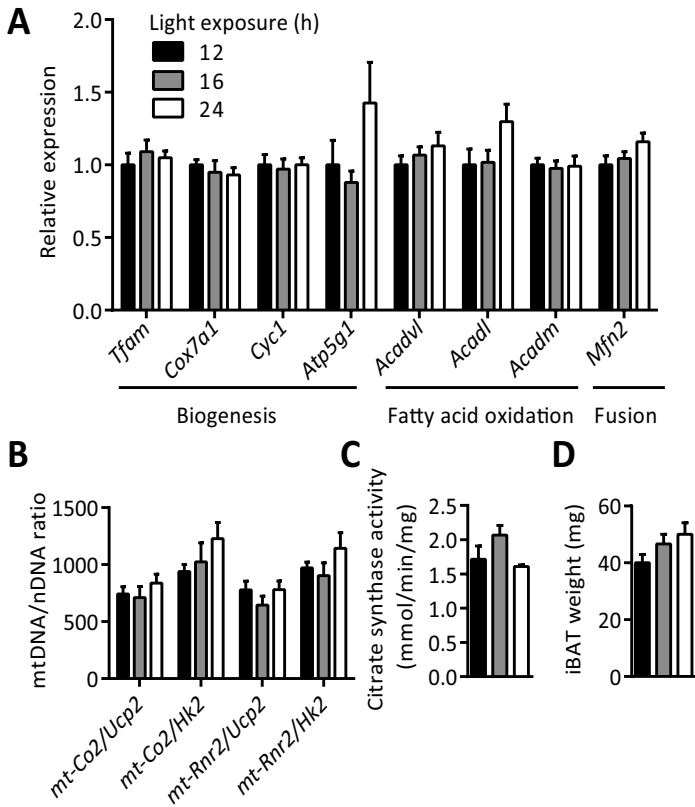 A
Light exposure (h)
12
16
24
Relative expression
2.0
1.5
1.0
0.5
0.0
Tfam
Cox7a1
Cyc1
Atp5g1
Acadvl
Acadl
Acadm
Mfn2
Biogenesis
Fatty acid oxidation
Fusion
B
mtDNA/nDNA ratio
1500
1000
500
0
mt-Co2/Ucp2
mt-Co2/Hk2
mt-Rnr2/Ucp2
mt-Rnr2/Hk2
C
Citrate synthase activity
(mmol/min/mg)
2.5
2.0
1.5
1.0
0.5
0.0
D
iBAT weight (mg)
60
40
20
0